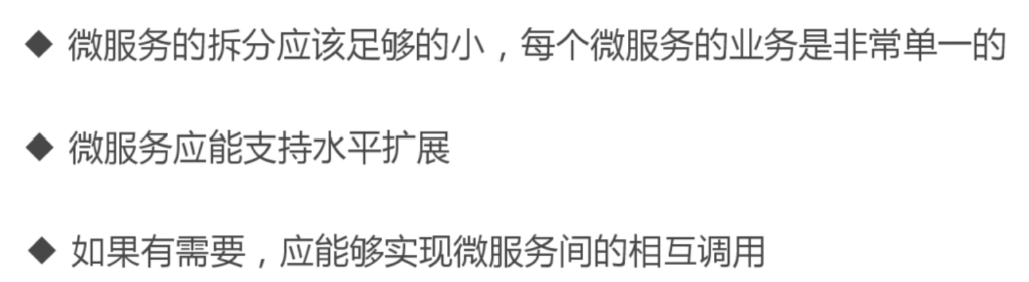 ◆ 微服务的拆分应该足够的小，每个微服务的业务是非常单一的
◆ 微服务应能支持水平扩展
◆ 如果有需要，应能够实现微服务间的相互调用